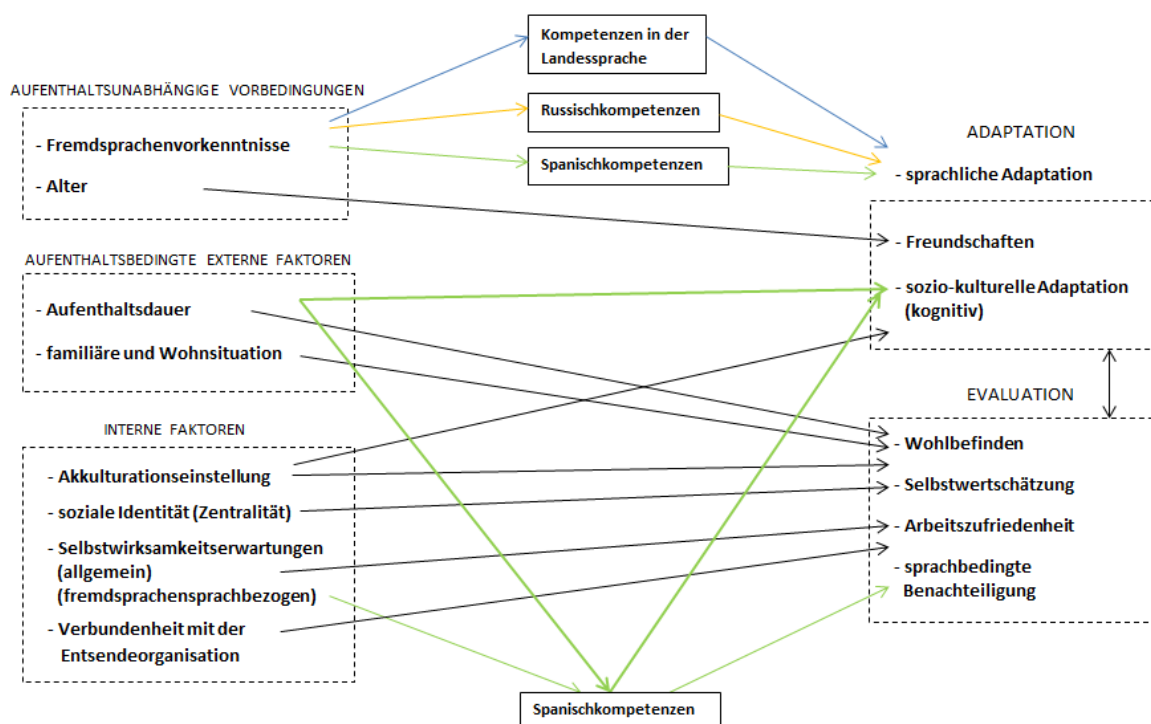 Kompetenzen in der
Landessprache
AUFENTHALTSUNABHÄNGIGE VORBEDINGUNGEN
- Fremdsprachenvorkenntnisse
- Alter
Russischkompetenzen
Spanischkompetenzen
ADAPTATION
- sprachliche Adaptation
- Freundschaften
- sozio-kulturelle Adaptation
(kognitiv)
AUFENTHALTSBEDINGTE EXTERNE FAKTOREN
- Aufenthaltsdauer
- familiäre und Wohnsituation
EVALUATION
- Wohlbefinden
- Selbstwertschätzung
- Arbeitszufriedenheit
- sprachbedingte
Benachteiligung
INTERNE FAKTOREN
- Akkulturationseinstellung
- soziale Identität (Zentralität)
- Selbstwirksamkeitserwartungen
(allgemein)
(fremdsprachensprachbezogen)
- Verbundenheit mit der
Entsendeorganisation
Spanischkompetenzen